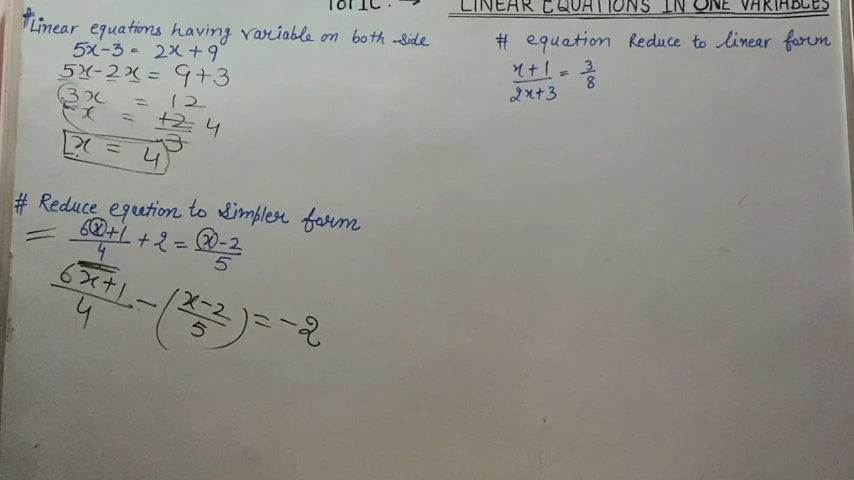 TOPIC : → LINEAR EQUATIONS IN ONE VARIABLES
# Linear equations having variable on both side
5x-3 = 2x+9
5x-2x = 9+3
3x = 12
x = 12/3 4
x = 4
# Reduce equation to simpler form
= (6x+1)/4 + 2 = (x-2)/5
(6x+1)/4 - ((x-2)/5) = -2
# equation Reduce to linear form
(x+1)/(2x+3) = 3/8